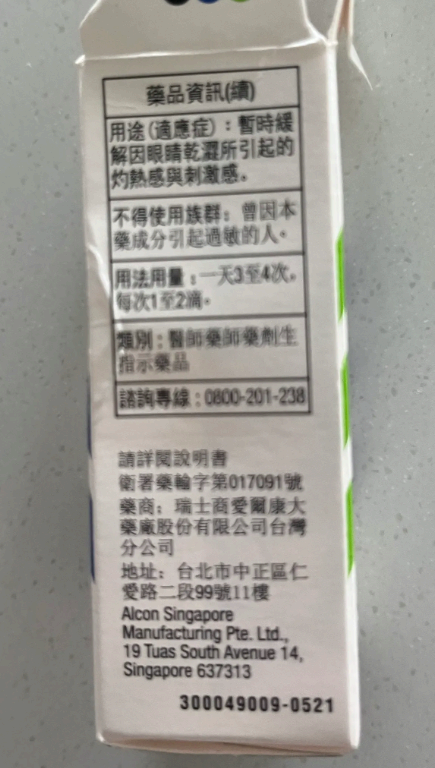 藥品資訊(續)
用途(適應症)：暫時緩
解因眼睛乾澀所引起的
灼熱感與刺激感。
不得使用族群：曾因本
藥成分引起過敏的人。
用法用量：一天3至4次，
每次1至2滴。
類別：醫師藥師藥劑生
指示藥品
諮詢專線：0800-201-238
請詳閱說明書
衛署藥輸字第017091號
藥商：瑞士商愛爾康大
藥廠股份有限公司台灣
分公司
地址：台北市中正區仁
愛路二段99號11樓
Alcon Singapore
Manufacturing Pte. Ltd.,
19 Tuas South Avenue 14,
Singapore 637313
300049009-0521